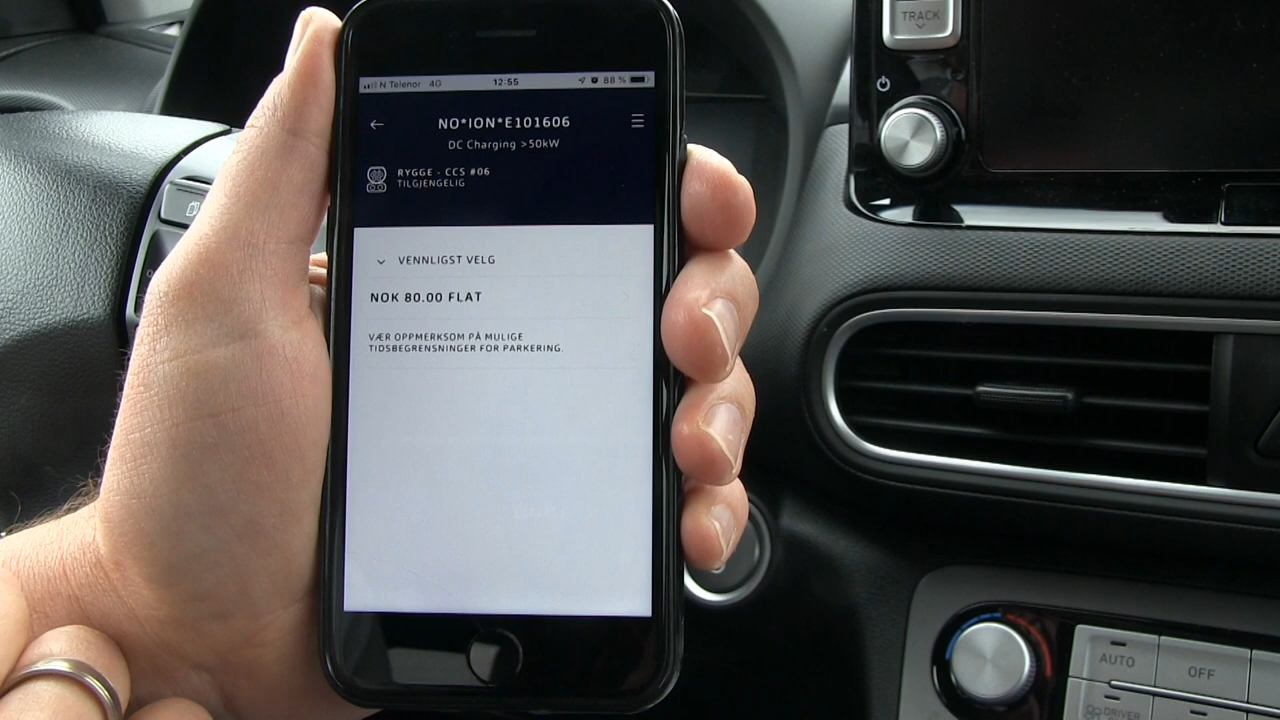 TRACK
N Telenor 4G 12:55 88 %
NO*ION*E101606
DC Charging >50kW
RYGGE - CCS #06
TILGJENGELIG
VENNLIGST VELG
NOK 80.00 FLAT
VÆR OPPMERKSOM PÅ MULIGE
TIDSBEGRENSNINGER FOR PARKERING.
AUTO
OFF
DRIVER